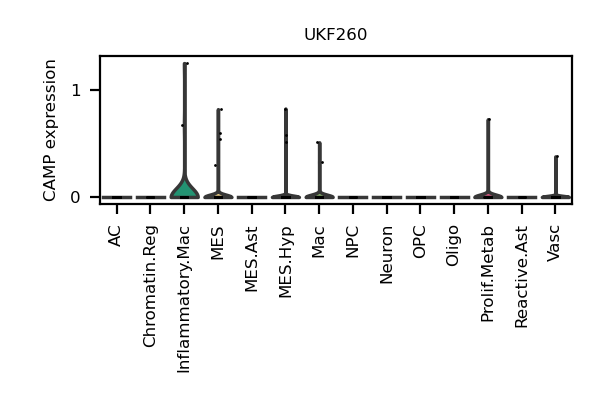 UKF260
CAMP expression
1
0
AC
Chromatin.Reg
Inflammatory.Mac
MES
MES.Ast
MES.Hyp
Mac
NPC
Neuron
OPC
Oligo
Prolif.Metab
Reactive.Ast
Vasc